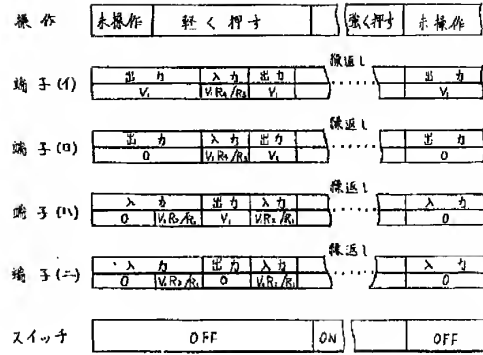 操作 未操作 軽く押す 強く押す 未操作
繰返し
端子(イ) 出力 入力 出力 出力
V₁ V₁R₄/R₃ V₁ V₁
繰返し
端子(ロ) 出力 入力 出力 出力
0 V₁R₄/R₃ V₁ 0
繰返し
端子(ハ) 入力 出力 入力 入力
0 V₁R₂/R₁ V₁ V₁R₂/R₁ 0
繰返し
端子(ニ) 入力 出力 入力 入力
0 V₁R₂/R₁ 0 V₁R₂/R₁ 0
スイッチ OFF ON OFF